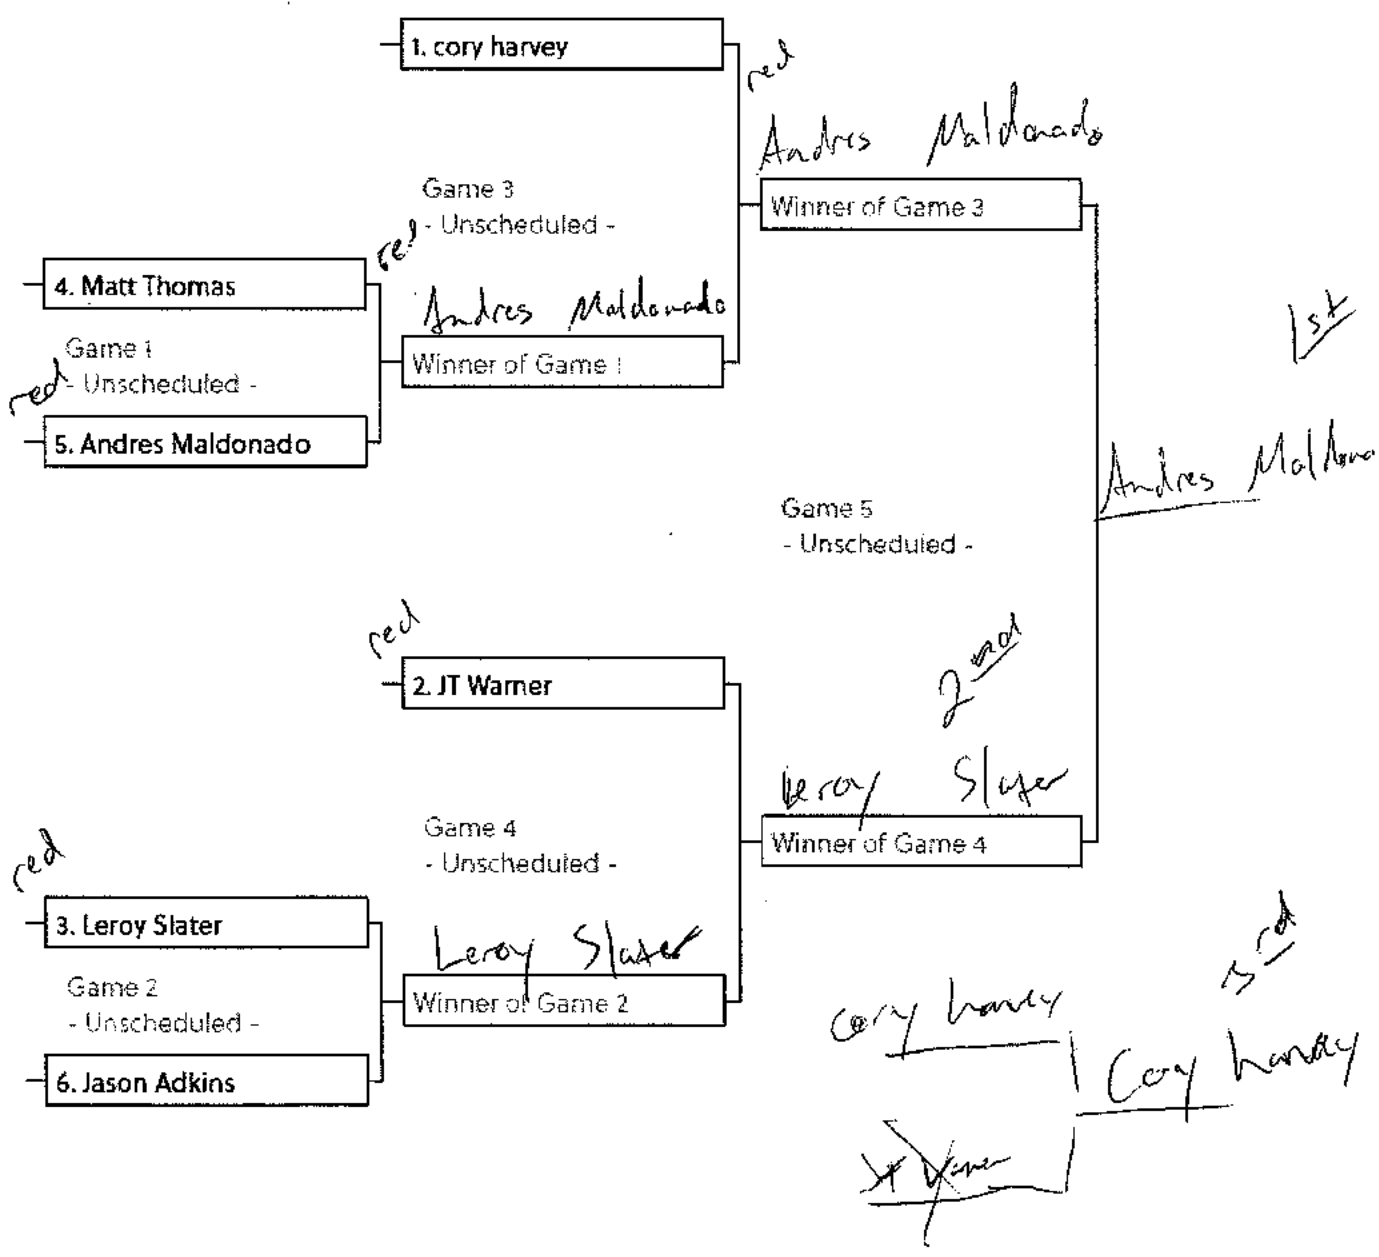 1. cory harvey
red
Andres Maldonado
Game 3
- Unscheduled -
Winner of Game 3
red
4. Matt Thomas
Andres Maldonado
1st
Game 1
- Unscheduled -
Winner of Game 1
red
5. Andres Maldonado
Andres Maldona
Game 5
- Unscheduled -
red
2nd
2. JT Warner
Leroy Slater
Game 4
- Unscheduled -
Winner of Game 4
red
3. Leroy Slater
Leroy Slater
3rd
Game 2
- Unscheduled -
Winner of Game 2
cory harvey
Cory harvey
6. Jason Adkins
JT Warner